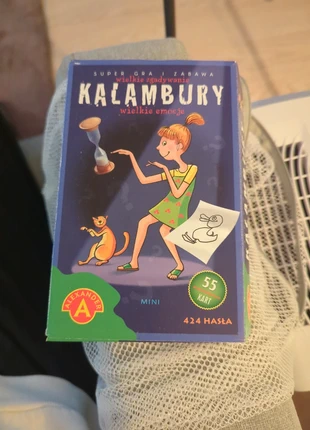 SUPER GRA I ZABAWA
wielkie zgadywanie
KALAMBURY
wielkie emocje
55
KART
ALEXANDER
A
MINI
424 HASŁA